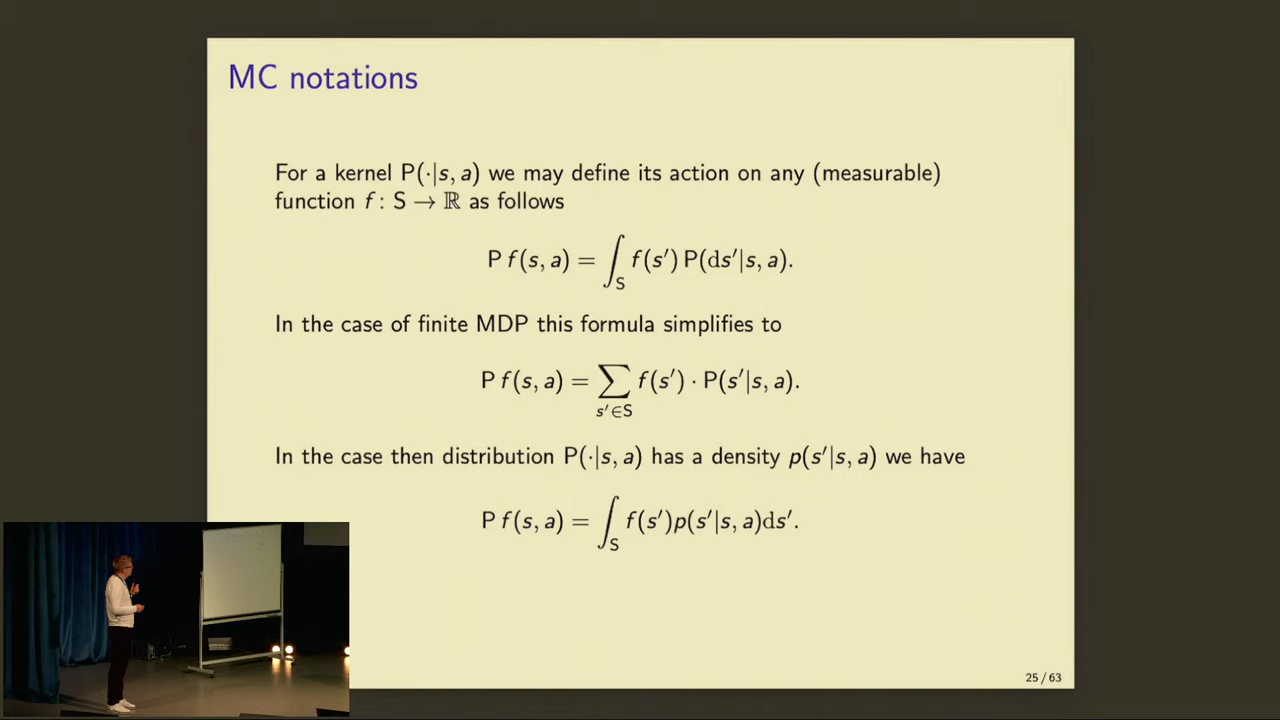 MC notations
For a kernel P(·|s, a) we may define its action on any (measurable)
function f : S → ℝ as follows
P f(s, a) = ∫_S f(s′) P(ds′|s, a).
In the case of finite MDP this formula simplifies to
P f(s, a) = ∑_{s′∈S} f(s′) · P(s′|s, a).
In the case then distribution P(·|s, a) has a density p(s′|s, a) we have
P f(s, a) = ∫_S f(s′)p(s′|s, a)ds′.
25 / 63